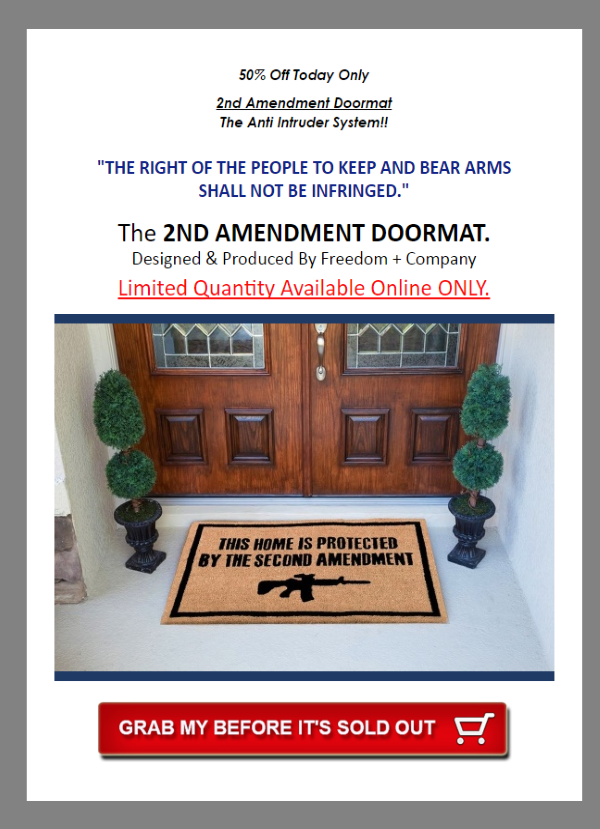 50% Off Today Only
2nd Amendment Doormat
The Anti Intruder System!!
"THE RIGHT OF THE PEOPLE TO KEEP AND BEAR ARMS
SHALL NOT BE INFRINGED."
The 2ND AMENDMENT DOORMAT.
Designed & Produced By Freedom + Company
Limited Quantity Available Online ONLY.
THIS HOME IS PROTECTED
BY THE SECOND AMENDMENT
GRAB MY BEFORE IT'S SOLD OUT